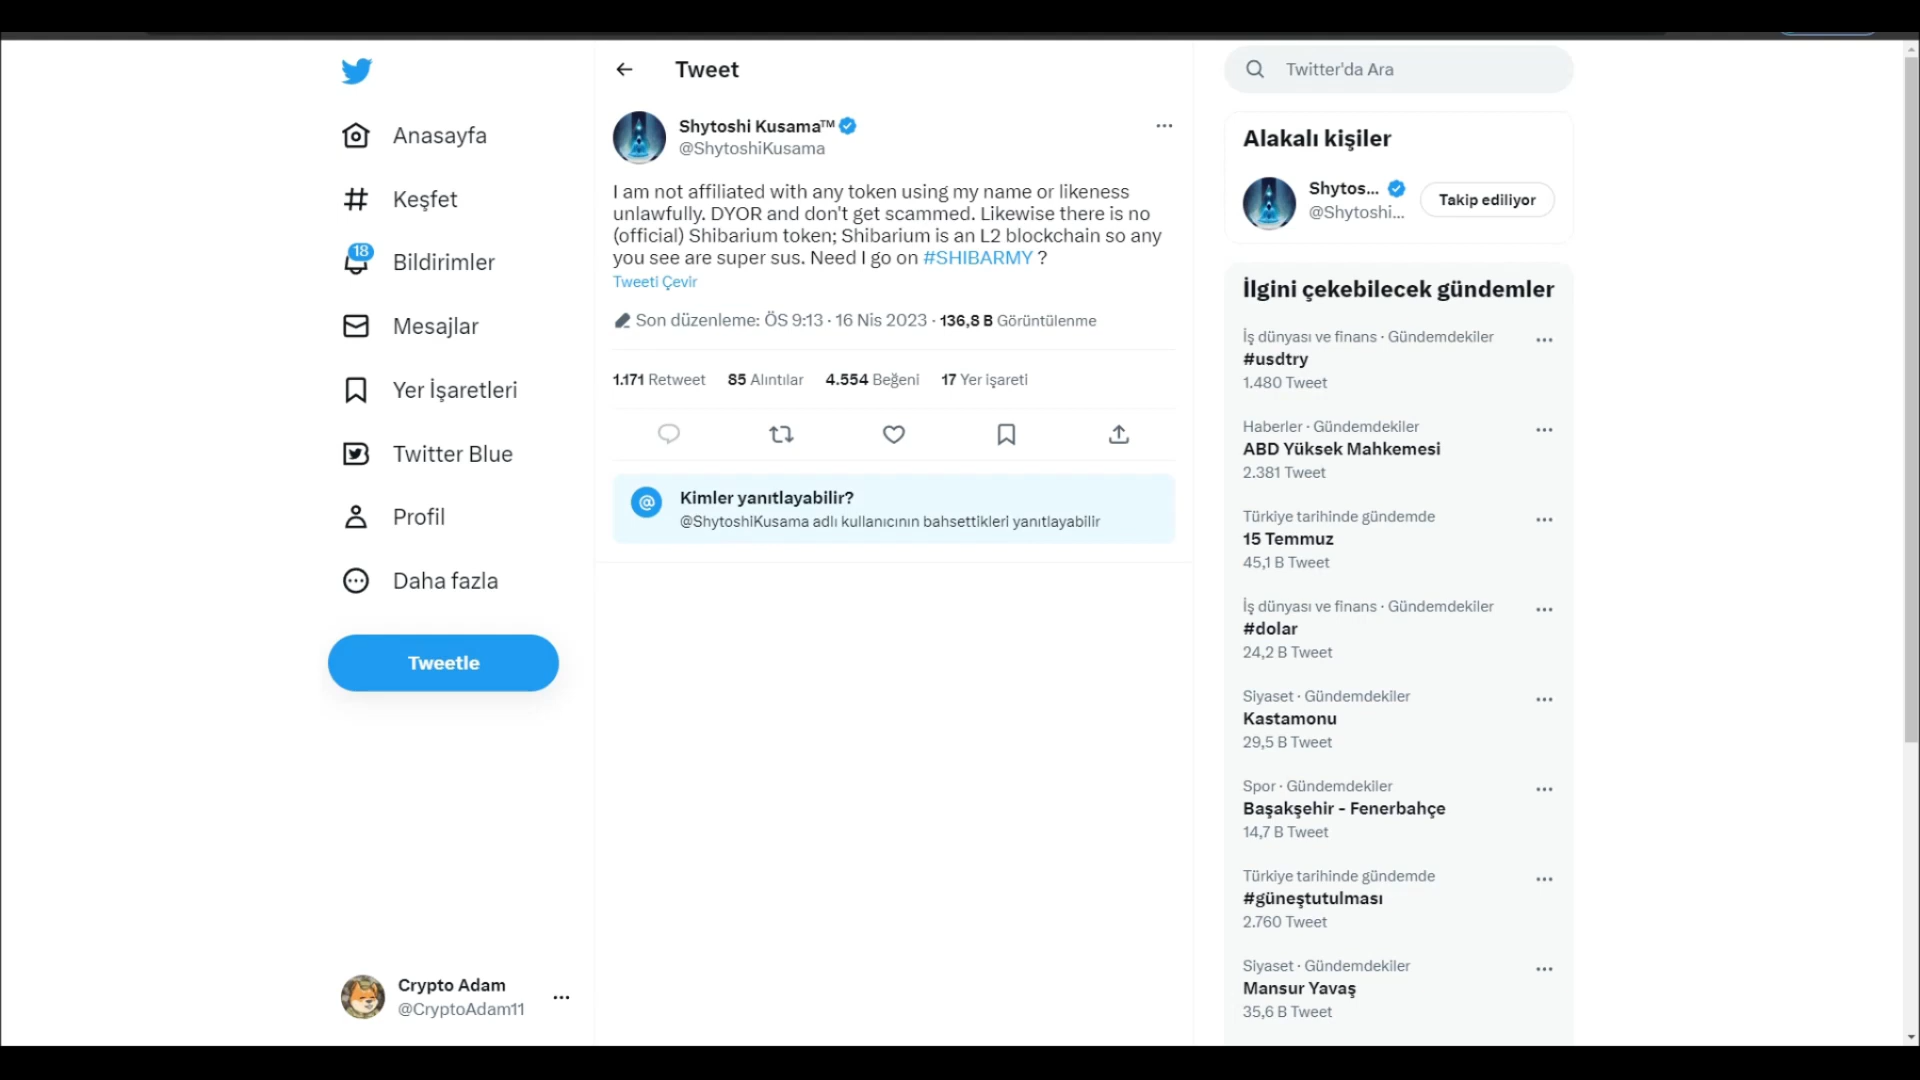 Anasayfa
Keşfet
18
Bildirimler
Mesajlar
Yer İşaretleri
Twitter Blue
Profil
Daha fazla
Tweetle
Crypto Adam
@CryptoAdam11
Tweet
Shytoshi Kusama™
@ShytoshiKusama
I am not affiliated with any token using my name or likeness
unlawfully. DYOR and don't get scammed. Likewise there is no
(official) Shibarium token; Shibarium is an L2 blockchain so any
you see are super sus. Need I go on #SHIBARMY ?
Tweeti Çevir
Son düzenleme: ÖS 9:13 · 16 Nis 2023 · 136,8 B Görüntülenme
1.171 Retweet 85 Alıntılar 4.554 Beğeni 17 Yer işareti
@ Kimler yanıtlayabilir?
@ShytoshiKusama adlı kullanıcının bahsettikleri yanıtlayabilir
Twitter'da Ara
Alakalı kişiler
Shytos...
@Shytoshi...
Takip ediliyor
İlgini çekebilecek gündemler
İş dünyası ve finans · Gündemdekiler
#usdtry
1.480 Tweet
Haberler · Gündemdekiler
ABD Yüksek Mahkemesi
2.381 Tweet
Türkiye tarihinde gündemde
15 Temmuz
45,1 B Tweet
İş dünyası ve finans · Gündemdekiler
#dolar
24,2 B Tweet
Siyaset · Gündemdekiler
Kastamonu
29,5 B Tweet
Spor · Gündemdekiler
Başakşehir - Fenerbahçe
14,7 B Tweet
Türkiye tarihinde gündemde
#güneştutulması
2.760 Tweet
Siyaset · Gündemdekiler
Mansur Yavaş
35,6 B Tweet